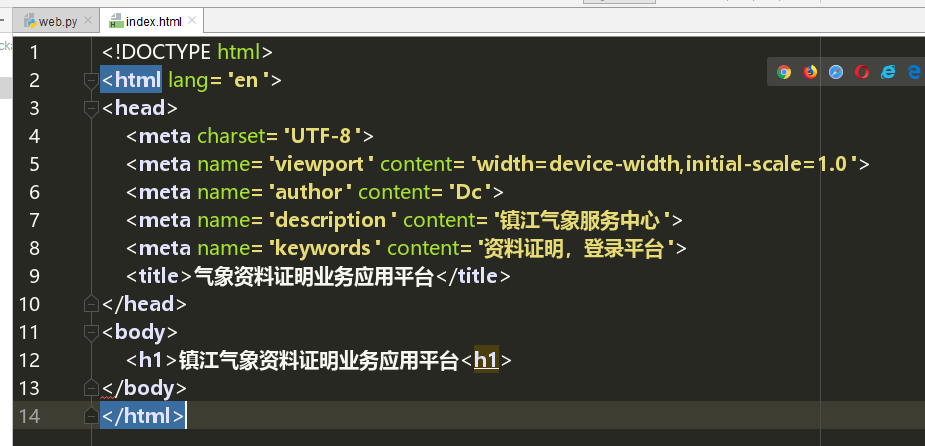 web.py index.html
1 <!DOCTYPE html>
2 <html lang='en'>
3 <head>
4 <meta charset='UTF-8'>
5 <meta name='viewport' content='width=device-width,initial-scale=1.0'>
6 <meta name='author' content='Dc'>
7 <meta name='description' content='镇江气象服务中心'>
8 <meta name='keywords' content='资料证明，登录平台'>
9 <title>气象资料证明业务应用平台</title>
10 </head>
11 <body>
12 <h1>镇江气象资料证明业务应用平台<h1>
13 </body>
14 </html>